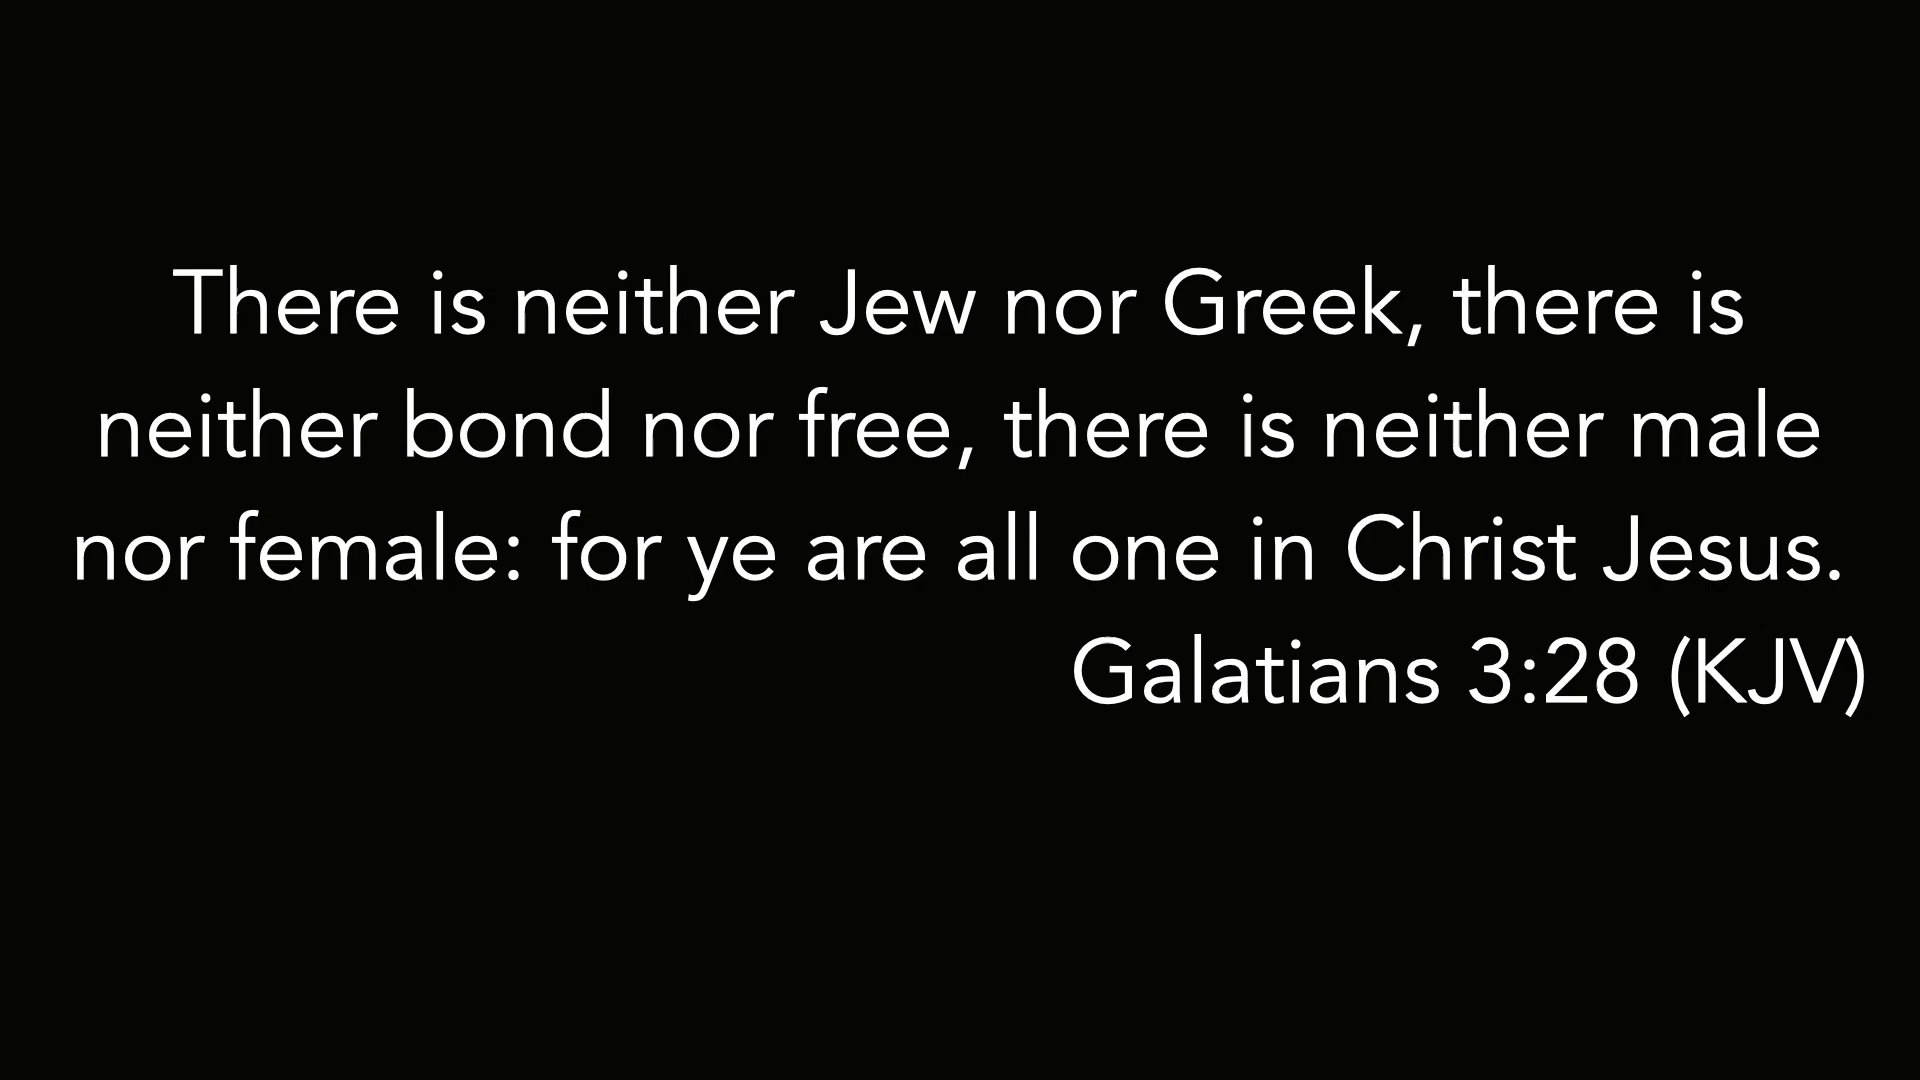 There is neither Jew nor Greek, there is
neither bond nor free, there is neither male
nor female: for ye are all one in Christ Jesus.
Galatians 3:28 (KJV)